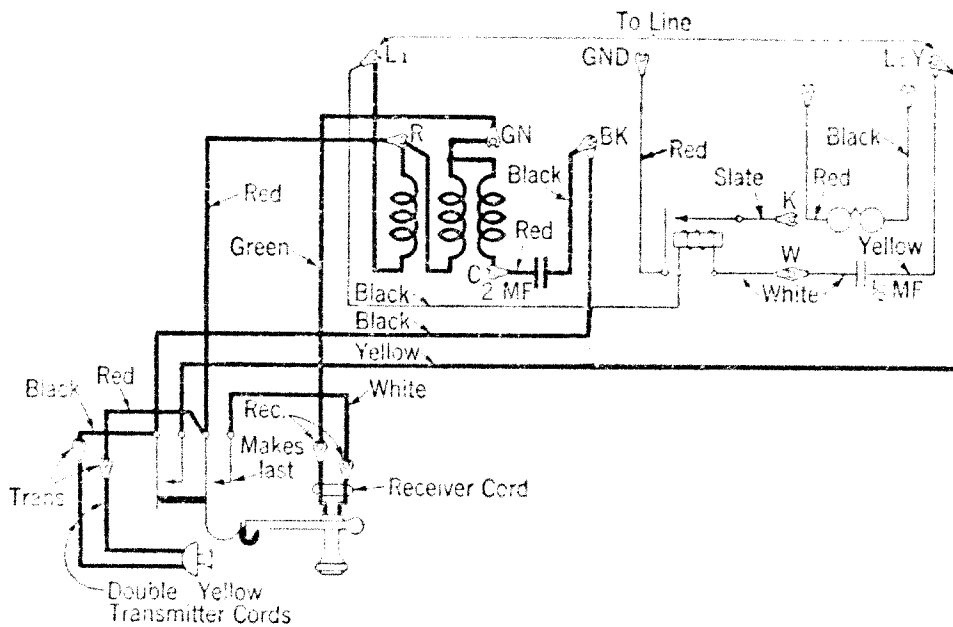 To Line
L1
GND
L2 Y
R
GN
BK
Black
Red
Black
Red
Slate
Red
K
Green
Red
Yellow
C
2 MF
W
White
½ MF
Black
Black
Yellow
Red
White
Black
Rec.
Makes
last
Trans
Receiver Cord
Double Yellow
Transmitter Cords